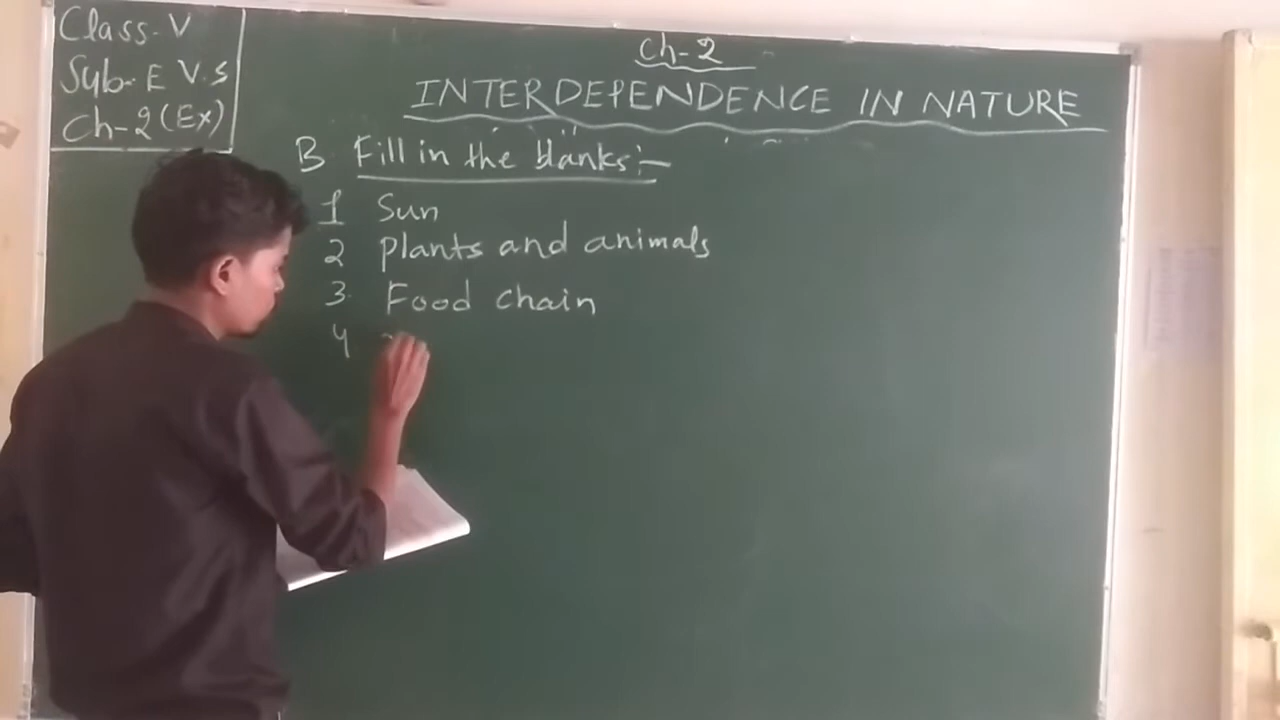 Class-V
Sub-E V.S
Ch-2(Ex)
Ch-2
INTERDEPENDENCE IN NATURE
B Fill in the blanks:-
1 Sun
2 plants and animals
3. Food chain
4